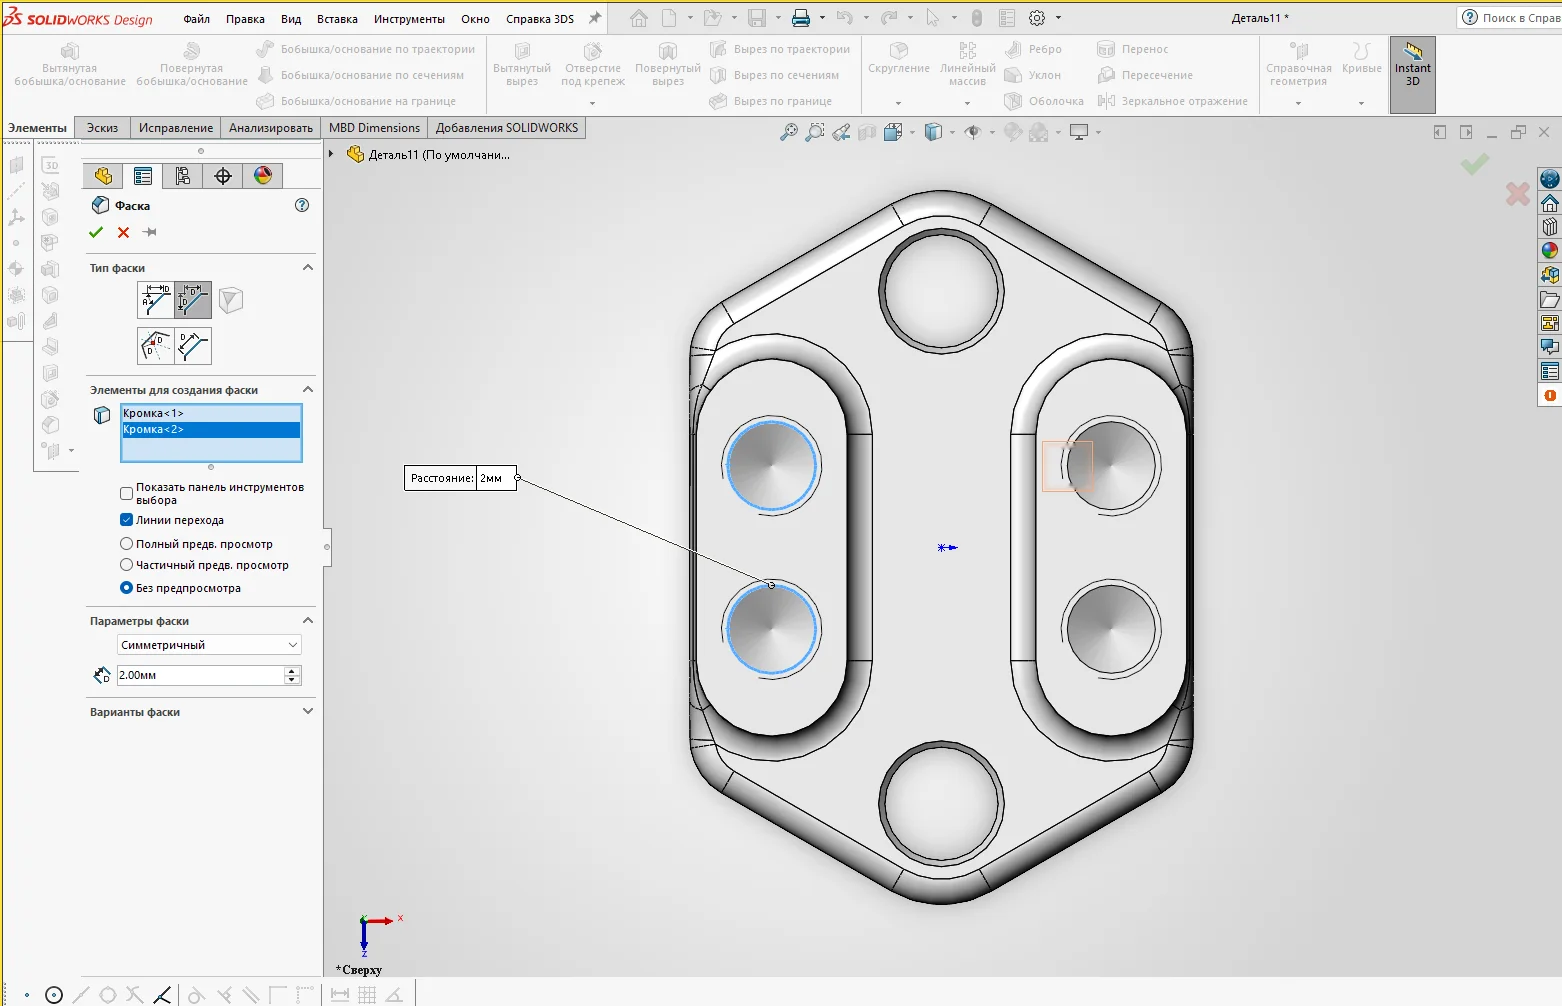 SOLIDWORKS Design
Файл
Правка
Вид
Вставка
Инструменты
Окно
Справка 3DS
Деталь11 *
Поиск в Справ
Вытянутая
бобышка/основание
Повернутая
бобышка/основание
Бобышка/основание по траектории
Бобышка/основание по сечениям
Бобышка/основание на границе
Вытянутый
вырез
Отверстие
под крепеж
Повернутый
вырез
Вырез по траектории
Вырез по сечениям
Вырез по границе
Скругление
Линейный
массив
Ребро
Уклон
Оболочка
Перенос
Пересечение
Зеркальное отражение
Справочная
геометрия
Кривые
Instant
3D
Элементы
Эскиз
Исправление
Анализировать
MBD Dimensions
Добавления SOLIDWORKS
Деталь11 (По умолчани...
Фаска
Тип фаски
Элементы для создания фаски
Кромка<1>
Кромка<2>
Показать панель инструментов
выбора
Линии перехода
Полный предв. просмотр
Частичный предв. просмотр
Без предпросмотра
Параметры фаски
Симметричный
2.00мм
Варианты фаски
Расстояние: 2мм
X
Z
*Сверху